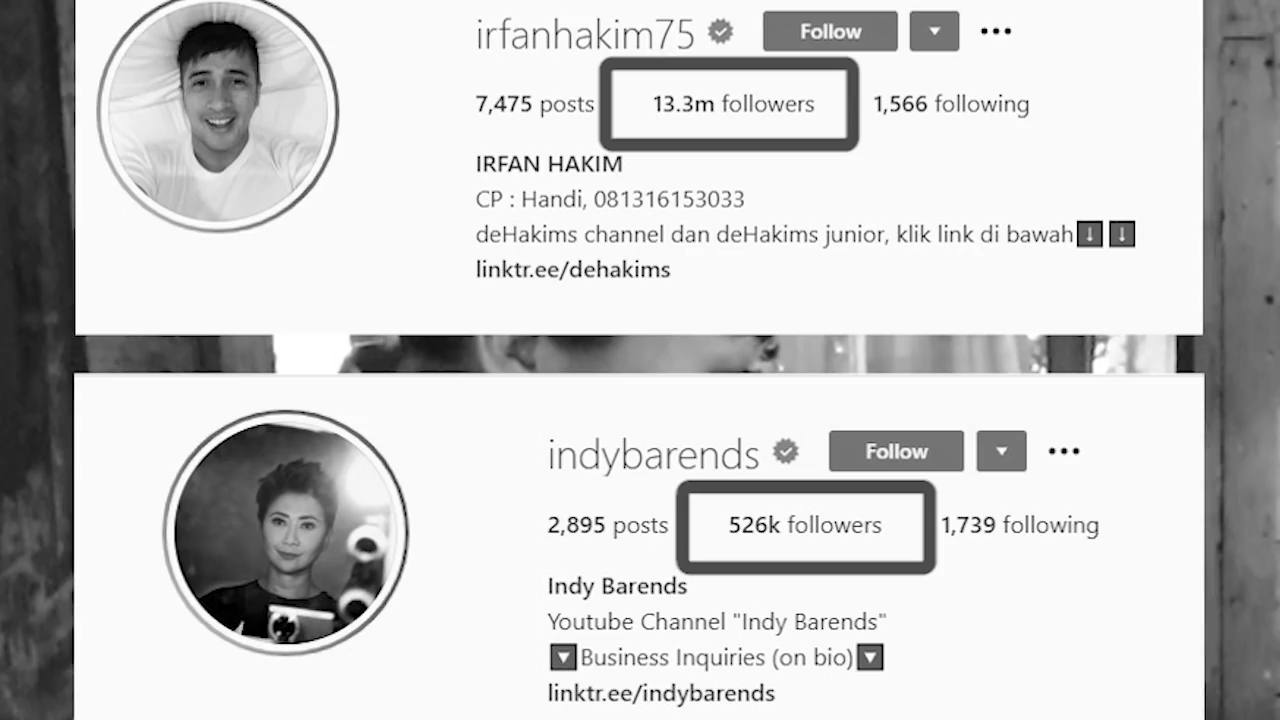 irfanhakim75 Follow
7,475 posts 13.3m followers 1,566 following
IRFAN HAKIM
CP : Handi, 081316153033
deHakims channel dan deHakims junior, klik link di bawah⬇️⬇️
linktr.ee/dehakims
indybarends Follow
2,895 posts 526k followers 1,739 following
Indy Barends
Youtube Channel "Indy Barends"
🔽Business Inquiries (on bio)🔽
linktr.ee/indybarends